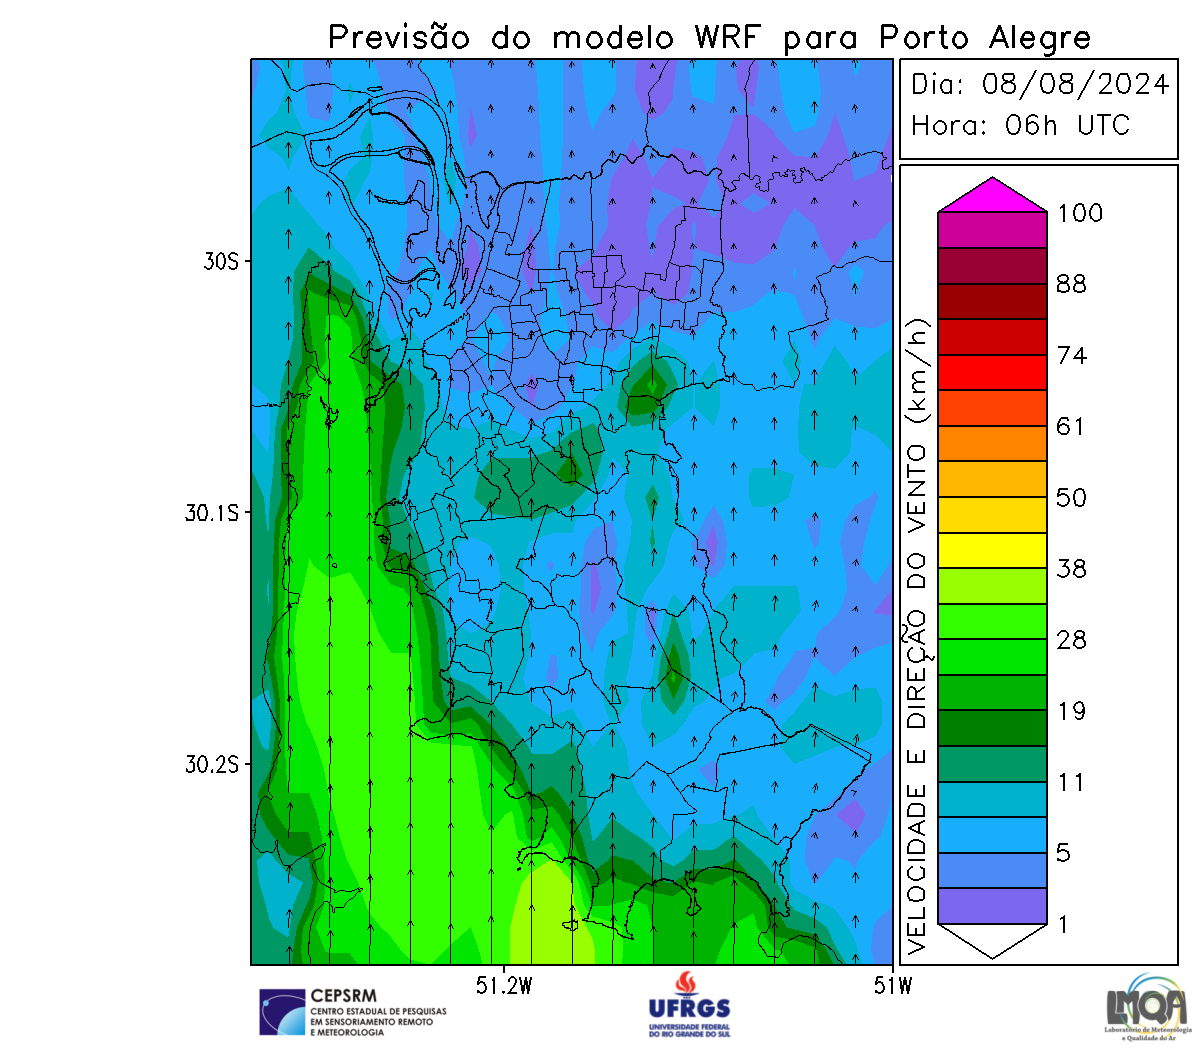 Previsão do modelo WRF para Porto Alegre
Dia: 08/08/2024
Hora: 06h UTC
30S
30.1S
30.2S
51.2W
51W
VELOCIDADE E DIREÇÃO DO VENTO (km/h)
100
88
74
61
50
38
28
19
11
5
1
CEPSRM
CENTRO ESTADUAL DE PESQUISAS
EM SENSORIAMENTO REMOTO
E METEOROLOGIA
UFRGS
UNIVERSIDADE FEDERAL
DO RIO GRANDE DO SUL
LMQA
Laboratório de Meteorologia
e Qualidade do Ar